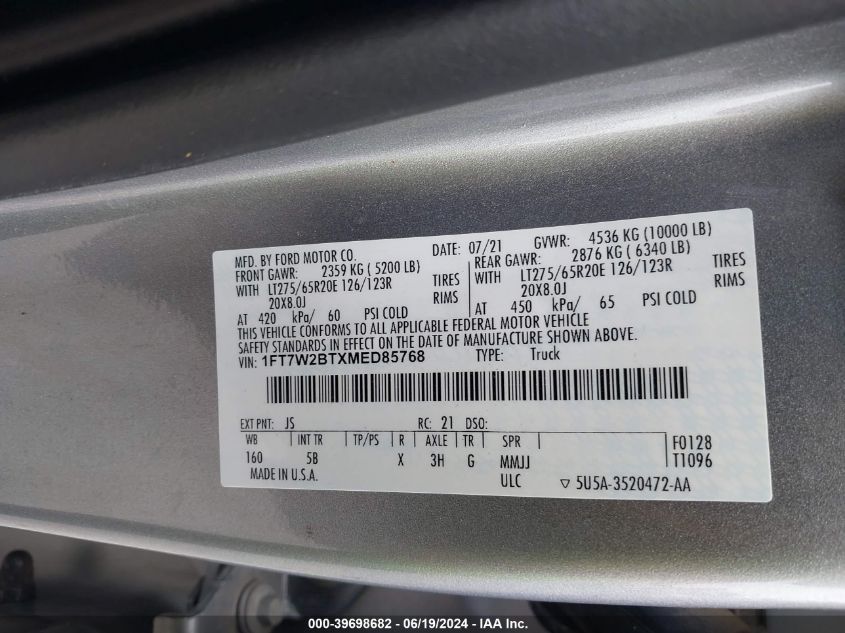 MFD. BY FORD MOTOR CO. DATE: 07/21 GVWR: 4536 KG (10000 LB)
FRONT GAWR: 2359 KG ( 5200 LB) REAR GAWR: 2876 KG ( 6340 LB)
WITH LT275/65R20E 126/123R TIRES WITH LT275/65R20E 126/123R TIRES
20X8.0J RIMS 20X8.0J RIMS
AT 420 kPa/ 60 PSI COLD AT 450 kPa/ 65 PSI COLD
THIS VEHICLE CONFORMS TO ALL APPLICABLE FEDERAL MOTOR VEHICLE
SAFETY STANDARDS IN EFFECT ON THE DATE OF MANUFACTURE SHOWN ABOVE.
VIN: 1FT7W2BTXMED85768 TYPE: Truck
EXT PNT: JS RC: 21 DSO:
WB INT TR TP/PS R AXLE TR SPR F0128
160 5B X 3H G MMJJ T1096
MADE IN U.S.A. ULC ▽ 5U5A-3520472-AA
000-39698682 - 06/19/2024 - IAA Inc.